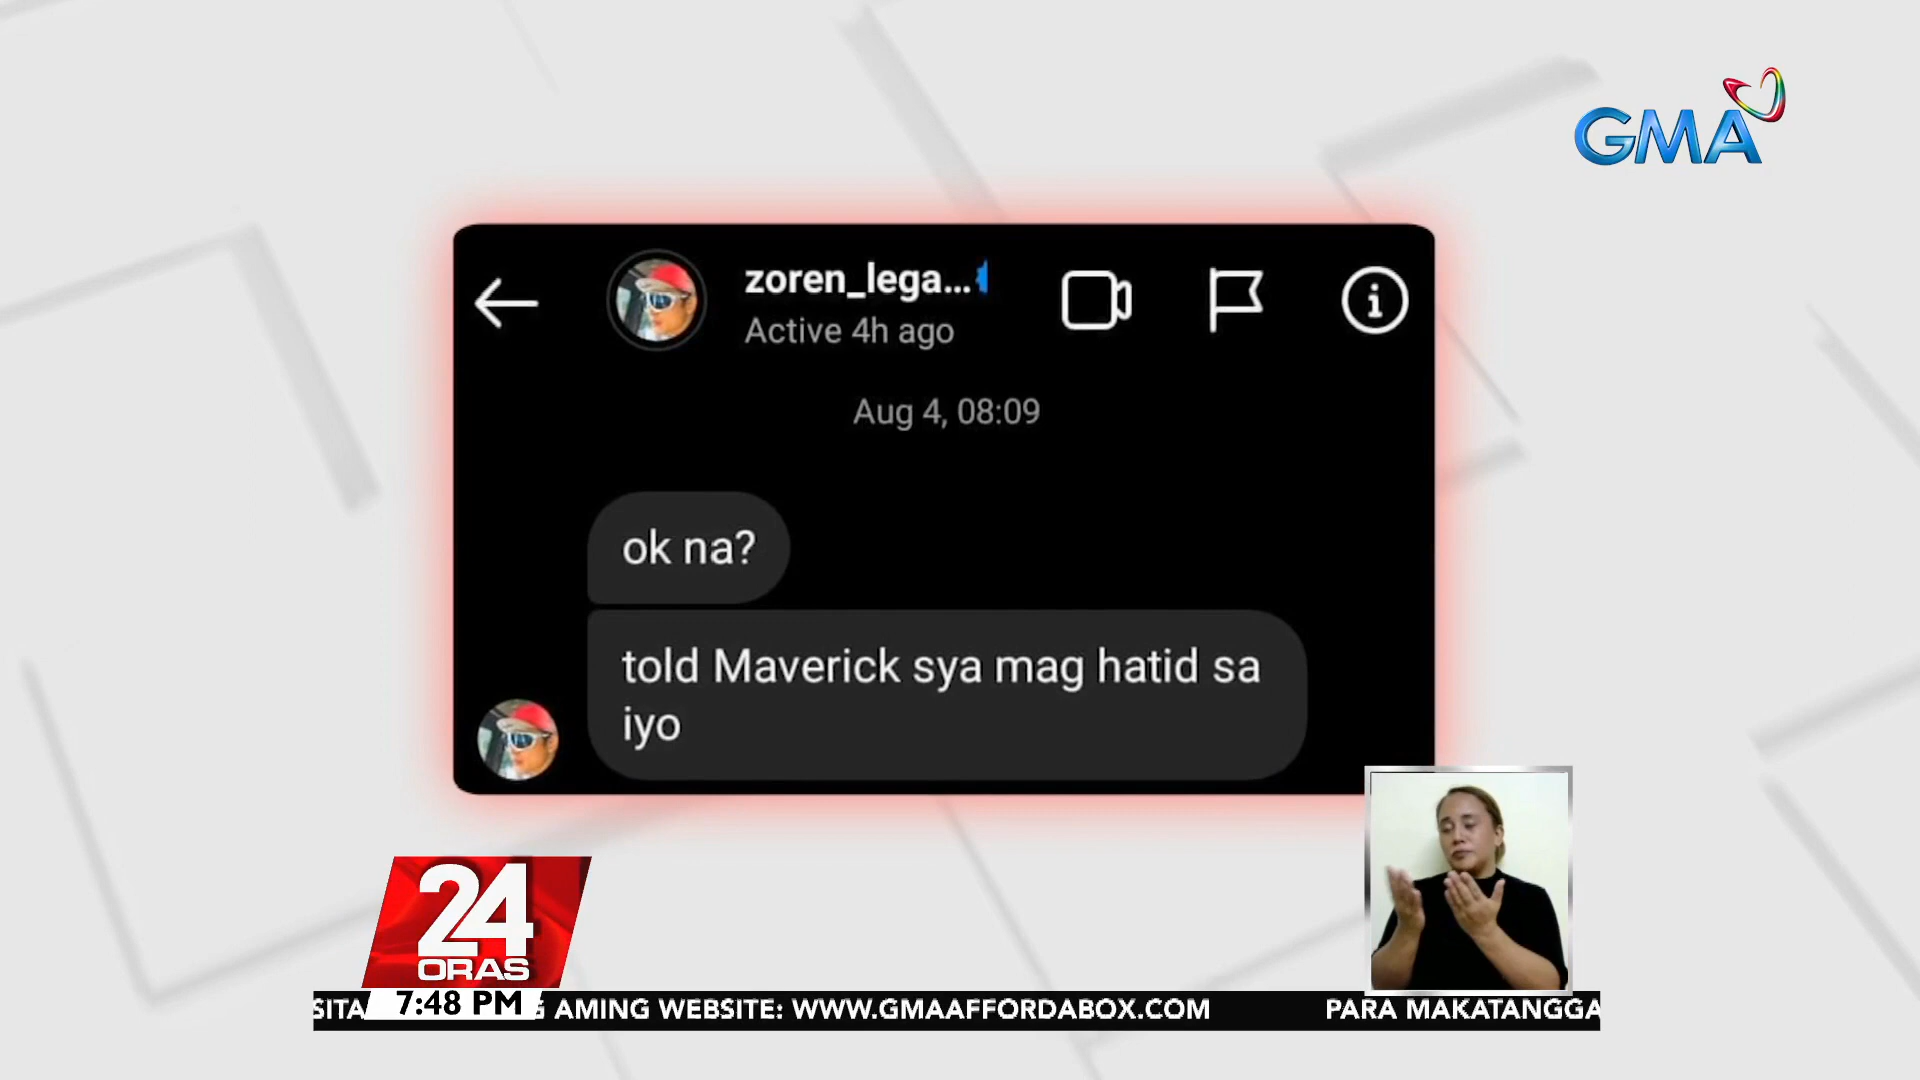 GMA
zoren_lega...
Active 4h ago
Aug 4, 08:09
ok na?
told Maverick sya mag hatid sa
iyo
24
ORAS
7:48 PM
SITA
G AMING WEBSITE: WWW.GMAAFFORDABOX.COM
PARA MAKATANGGA